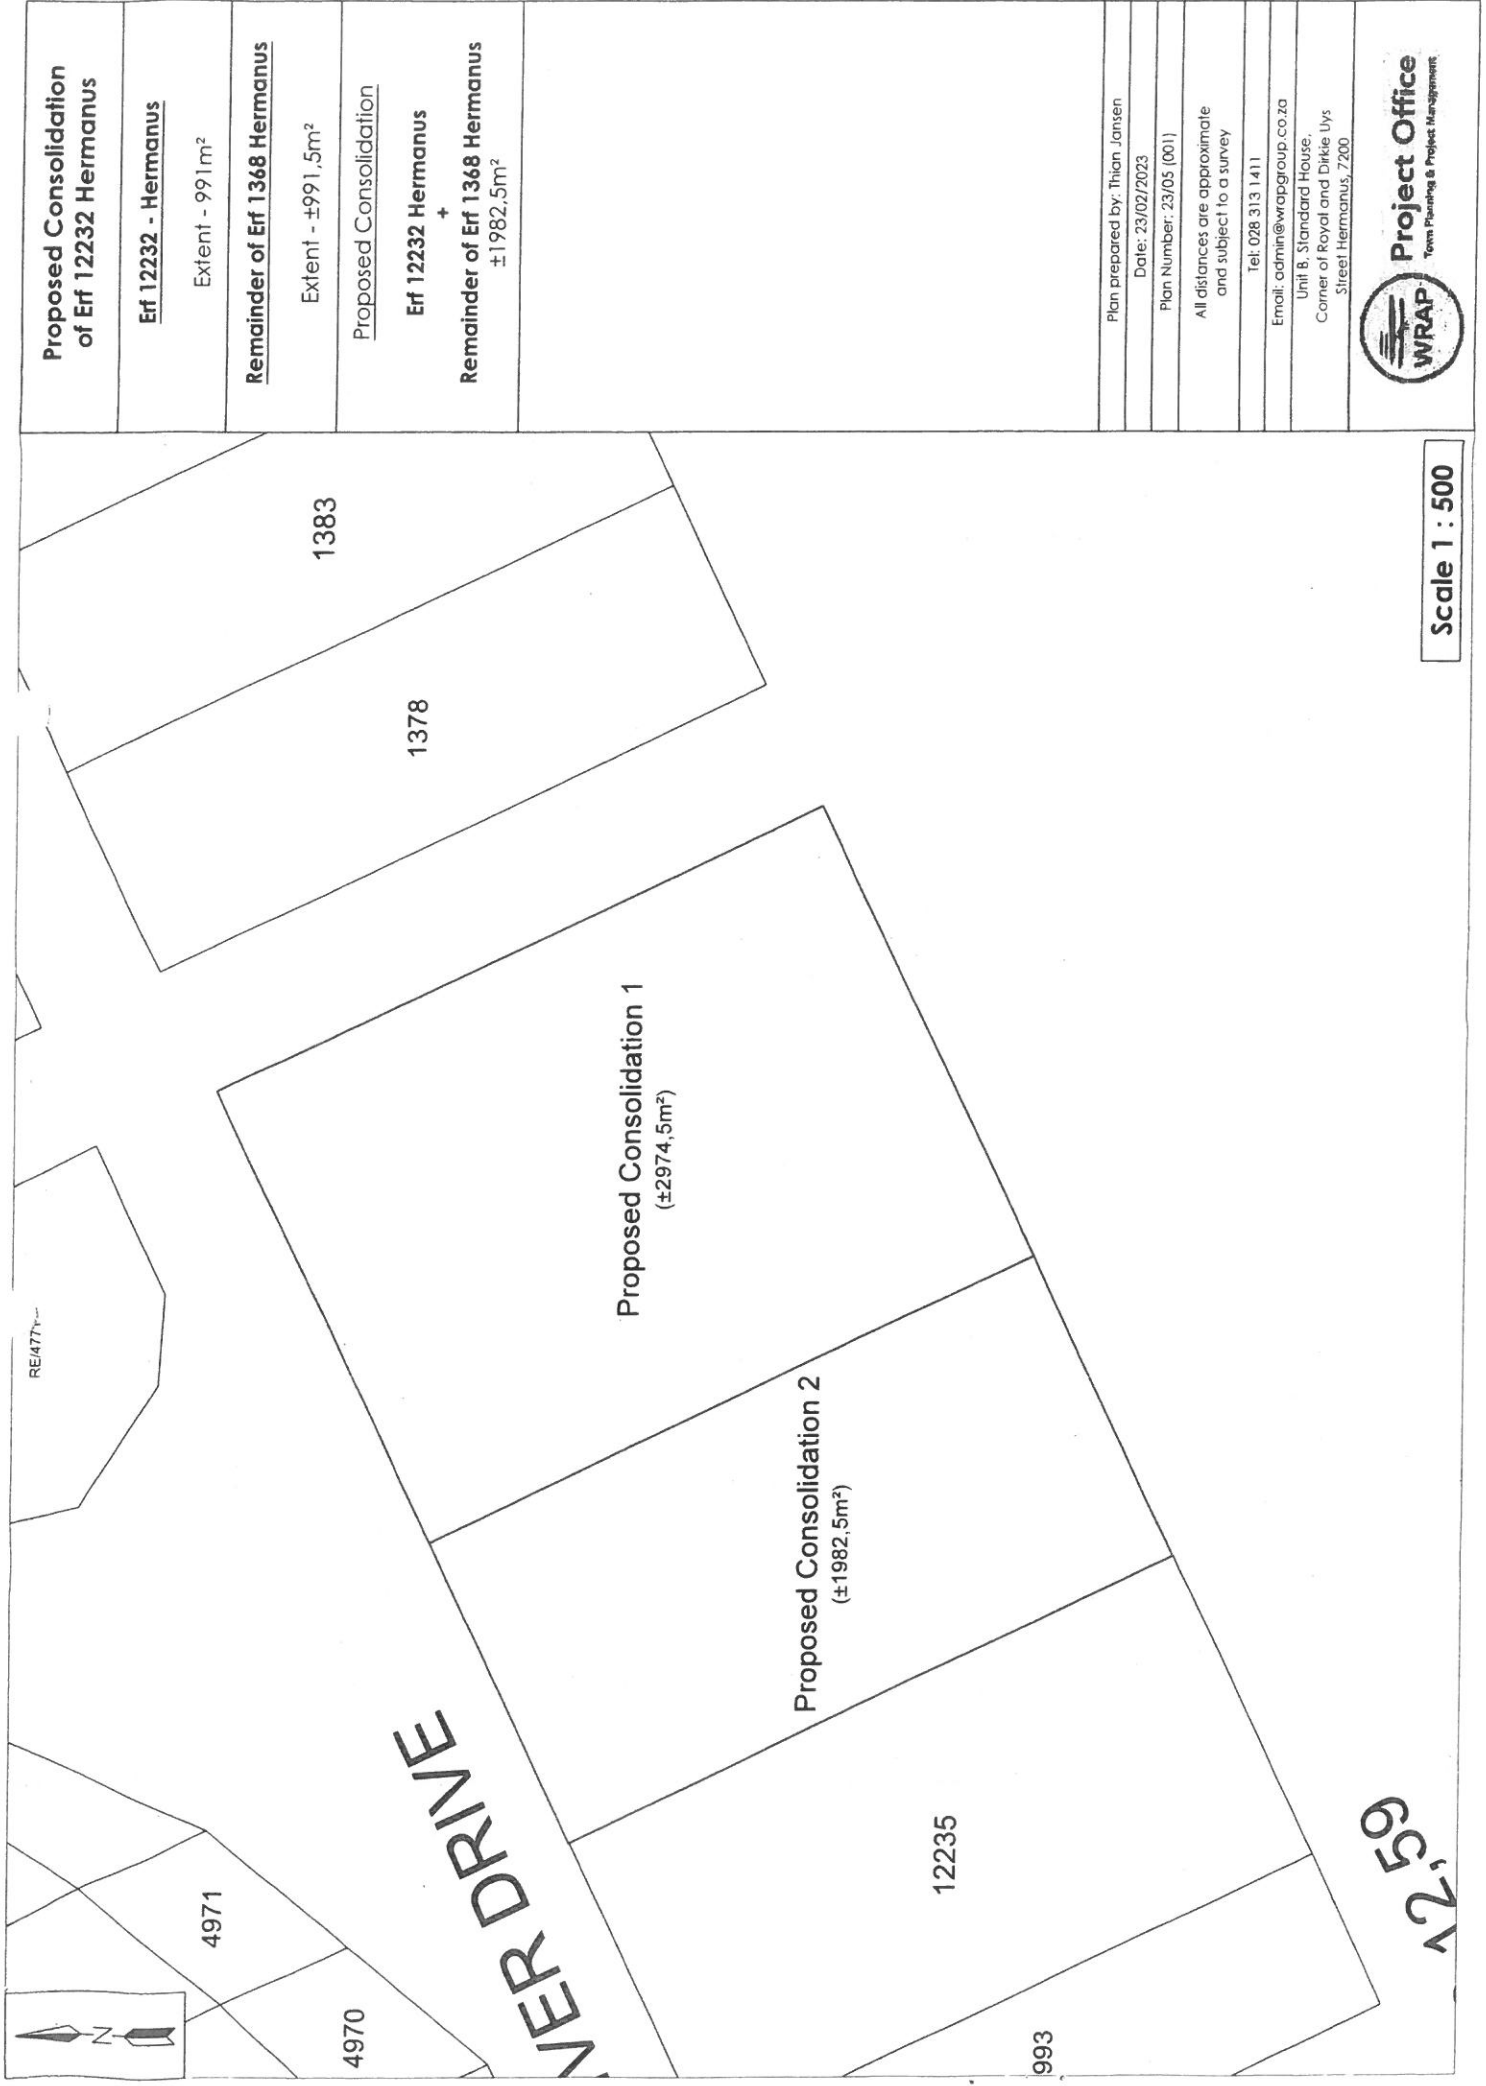 RE/477
1383
1378
4971
4970
Proposed Consolidation 1
(±2974,5m²)
Proposed Consolidation 2
(±1982,5m²)
VER DRIVE
12235
993
2,59
N
Scale 1 : 500
Proposed Consolidation
of Erf 12232 Hermanus
Erf 12232 - Hermanus
Extent - 991m²
Remainder of Erf 1368 Hermanus
Extent - ±991,5m²
Proposed Consolidation
Erf 12232 Hermanus
+
Remainder of Erf 1368 Hermanus
±1982,5m²
Plan prepared by: Thian Jansen
Date: 23/02/2023
Plan Number: 23/05 (001)
All distances are approximate
and subject to a survey
Tel: 028 313 1411
Email: admin@wrapgroup.co.za
Unit B, Standard House,
Corner of Royal and Dirkie Uys
Street Hermanus, 7200
WRAP
Project Office
Town Planning & Project Management